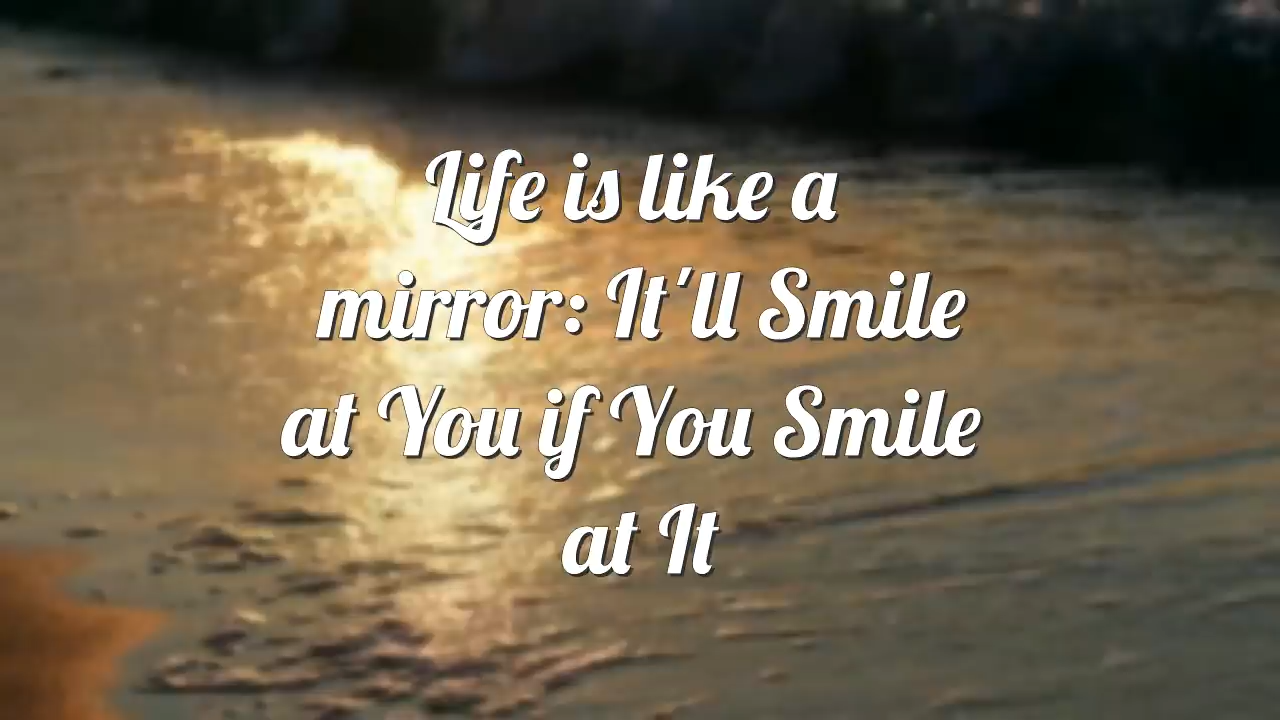 Life is like a
mirror: It'll Smile
at You if You Smile
at It